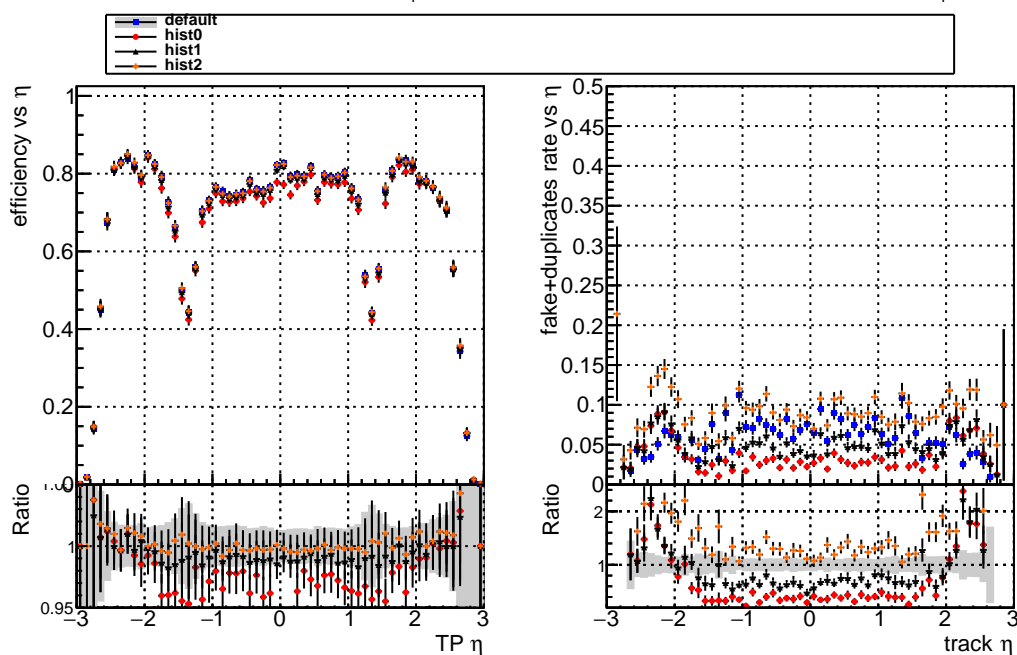 default
hist0
hist1
hist2
efficiency vs η
1
0.8
0.6
0.4
0.2
0
Ratio
1
0.95
−3 −2 −1 0 1 2 3
TP η
fake+duplicates rate vs η
0.5
0.45
0.4
0.35
0.3
0.25
0.2
0.15
0.1
0.05
0
Ratio
2
1
−3 −2 −1 0 1 2 3
track η